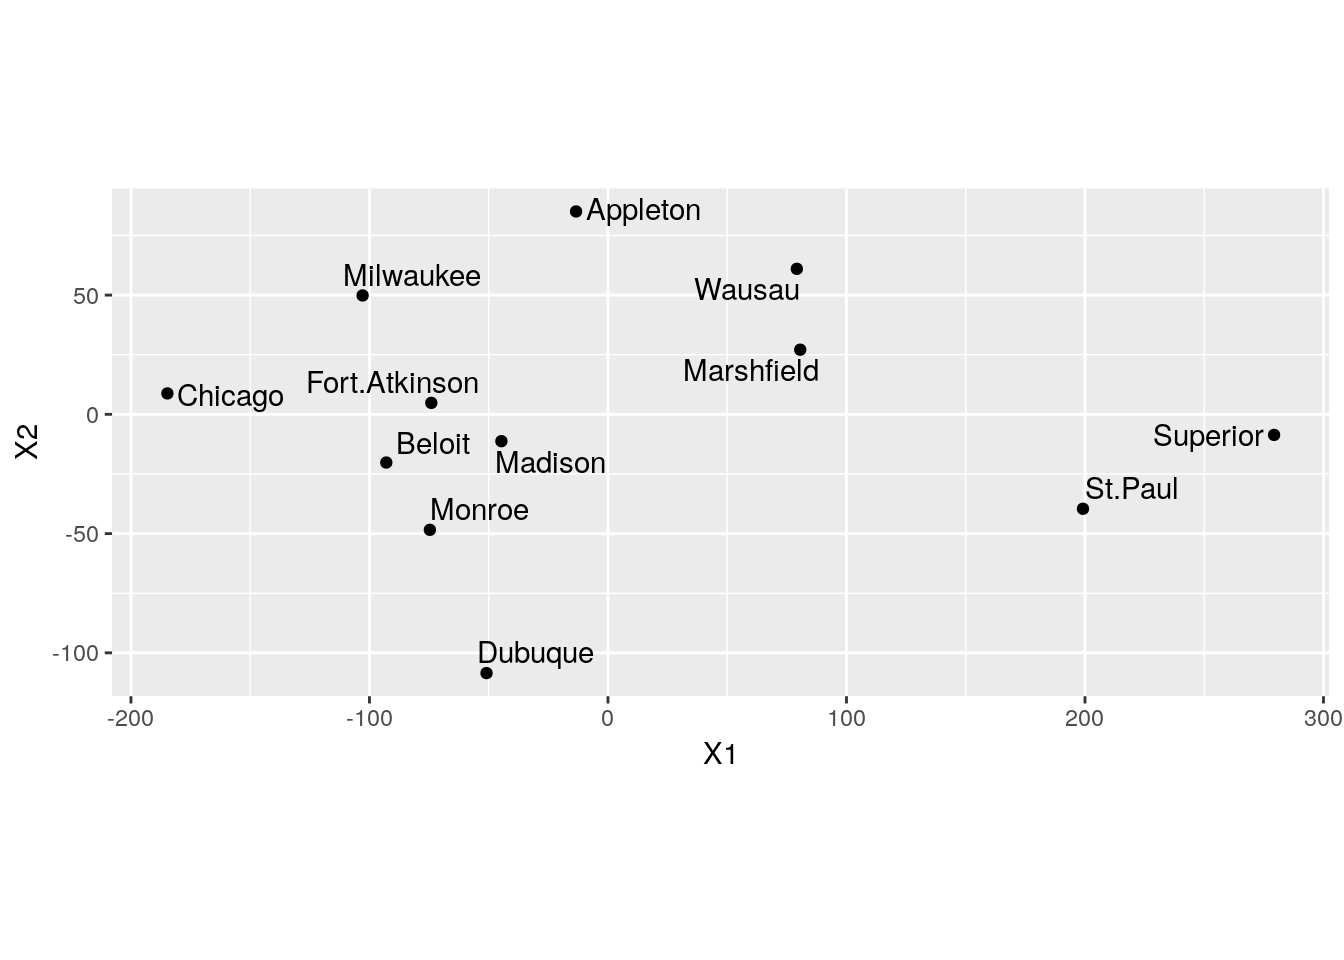 Appleton
Milwaukee
Wausau
Marshfield
Fort.Atkinson
Chicago
Beloit
Madison
Superior
St.Paul
Monroe
Dubuque
50
0
-50
-100
X2
-200
-100
0
100
200
300
X1